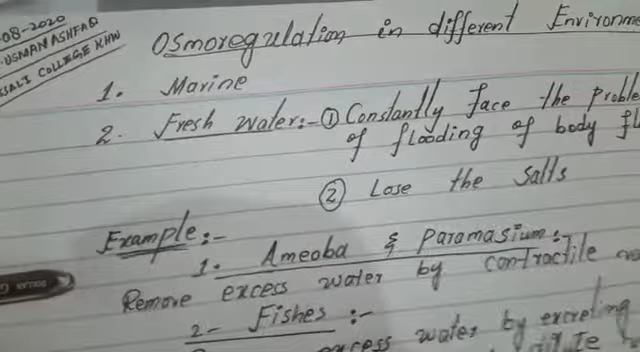 08-2020
USMAN ASHFAQ
COLLEGE KHW
Osmoregulation in different Environme
1. Marine
2. Fresh water:- ① Constantly face the proble
of flooding of body fl
② Lose the salts
Example:-
1. Ameoba & Paramasium:-
Remove excess water by contractile
2- Fishes :-
excess water by excreting